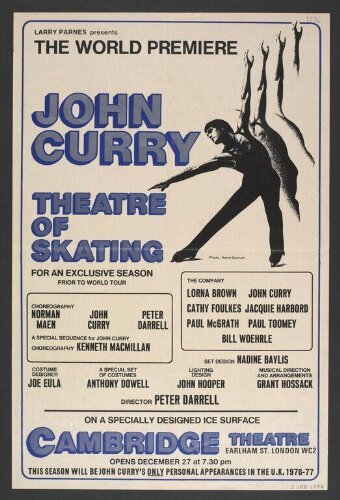 LARRY PARNES presents
THE WORLD PREMIERE
JOHN
CURRY
THEATRE
OF
SKATING
Photo: Hans Duncan
FOR AN EXCLUSIVE SEASON
PRIOR TO WORLD TOUR
CHOREOGRAPHY
NORMAN MAEN
JOHN CURRY
PETER DARRELL
A SPECIAL SEQUENCE for JOHN CURRY
CHOREOGRAPHY KENNETH MACMILLAN
THE COMPANY
LORNA BROWN JOHN CURRY
CATHY FOULKES JACQUIE HARBORD
PAUL McGRATH PAUL TOOMEY
BILL WOEHRLE
SET DESIGN NADINE BAYLIS
COSTUME DESIGNER
JOE EULA
A SPECIAL SET OF COSTUMES
ANTHONY DOWELL
LIGHTING DESIGN
JOHN HOOPER
MUSICAL DIRECTION AND ARRANGEMENTS
GRANT HOSSACK
DIRECTOR PETER DARRELL
ON A SPECIALLY DESIGNED ICE SURFACE
CAMBRIDGE THEATRE
EARLHAM ST. LONDON WC2
OPENS DECEMBER 27 at 7.30 pm
THIS SEASON WILL BE JOHN CURRY'S ONLY PERSONAL APPEARANCES IN THE U.K. 1976-77